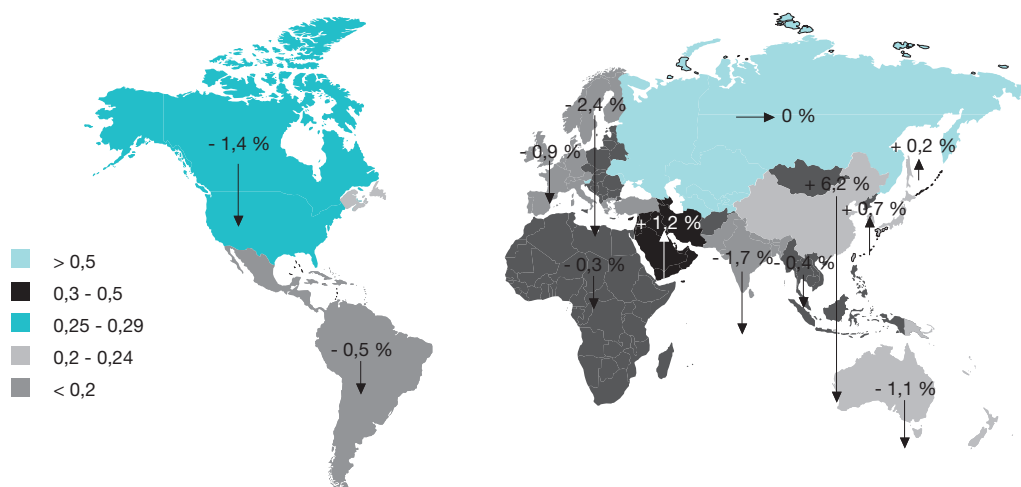 - 1,4 %
- 2,4 %
0 %
- 0,9 %
+ 0,2 %
+ 6,2 %
+ 0,7 %
+ 1,2 %
- 1,7 %
- 0,4 %
- 0,3 %
> 0,5
0,3 - 0,5
0,25 - 0,29
0,2 - 0,24
< 0,2
- 0,5 %
- 1,1 %